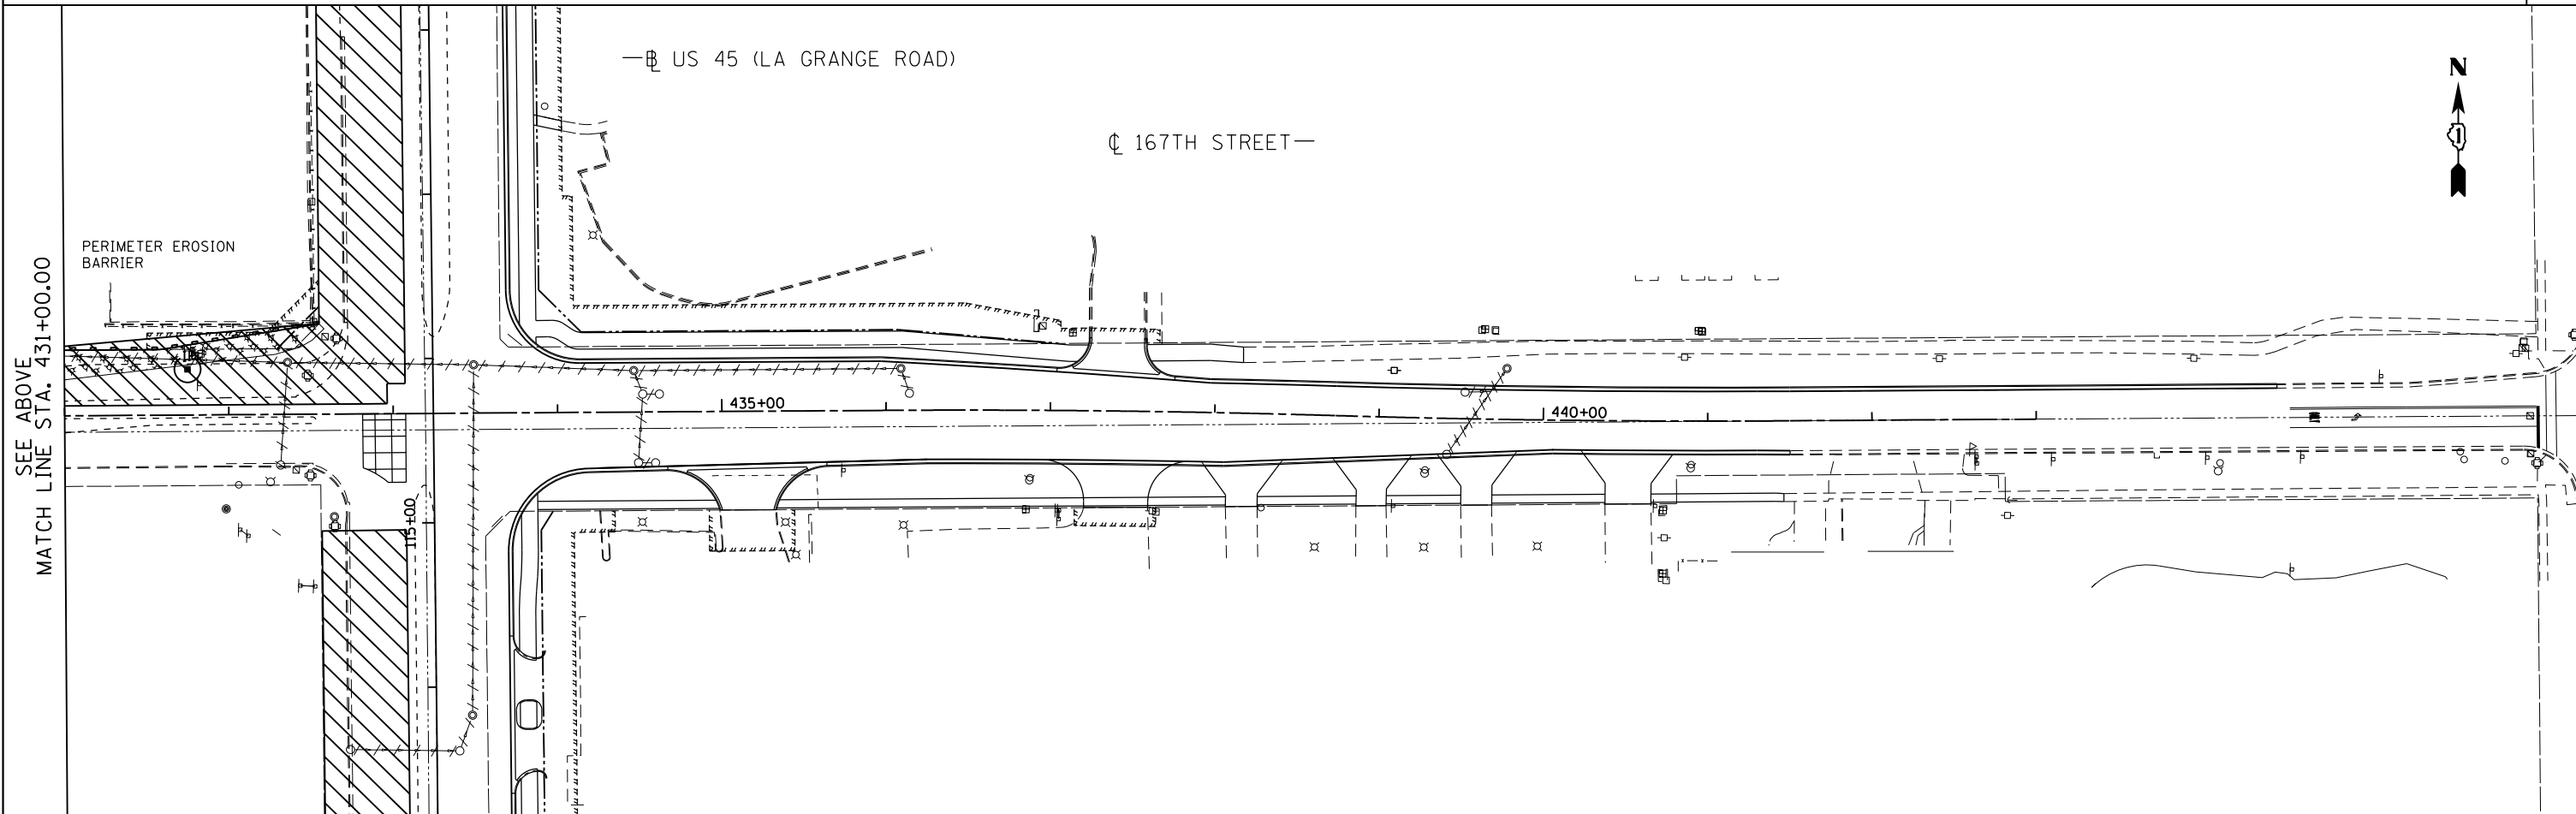 ℄ US 45 (LA GRANGE ROAD)
N
1
℄ 167TH STREET
PERIMETER EROSION
BARRIER
SEE ABOVE
MATCH LINE STA. 431+00.00
435+00
440+00
115+00